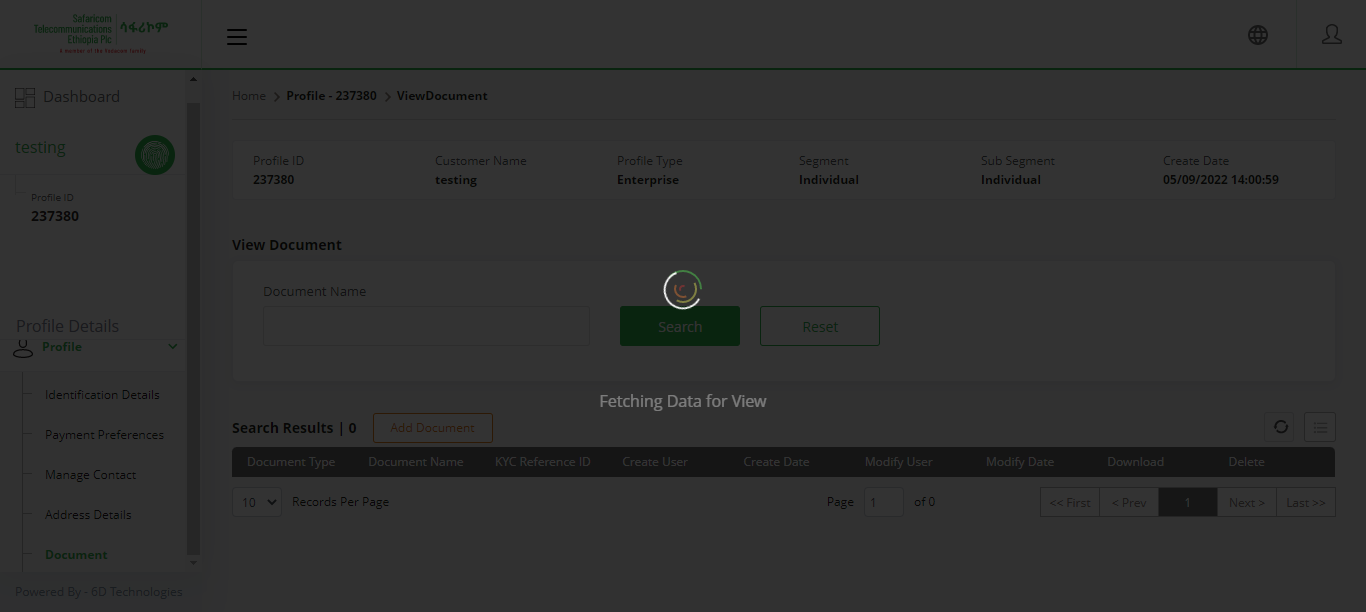 Safaricom
Telecommunications
Ethiopia Plc
ሳፋሪኮም
A member of the Vodacom family
Dashboard
testing
Profile ID
237380
Profile Details
Profile
Identification Details
Payment Preferences
Manage Contact
Address Details
Document
Powered By - 6D Technologies
Home > Profile - 237380 > ViewDocument
Profile ID Customer Name Profile Type Segment Sub Segment Create Date
237380 testing Enterprise Individual Individual 05/09/2022 14:00:59
View Document
Document Name
Search Reset
Fetching Data for View
Search Results | 0 Add Document
Document Type Document Name KYC Reference ID Create User Create Date Modify User Modify Date Download Delete
10 Records Per Page Page 1 of 0 << First < Prev 1 Next > Last >>